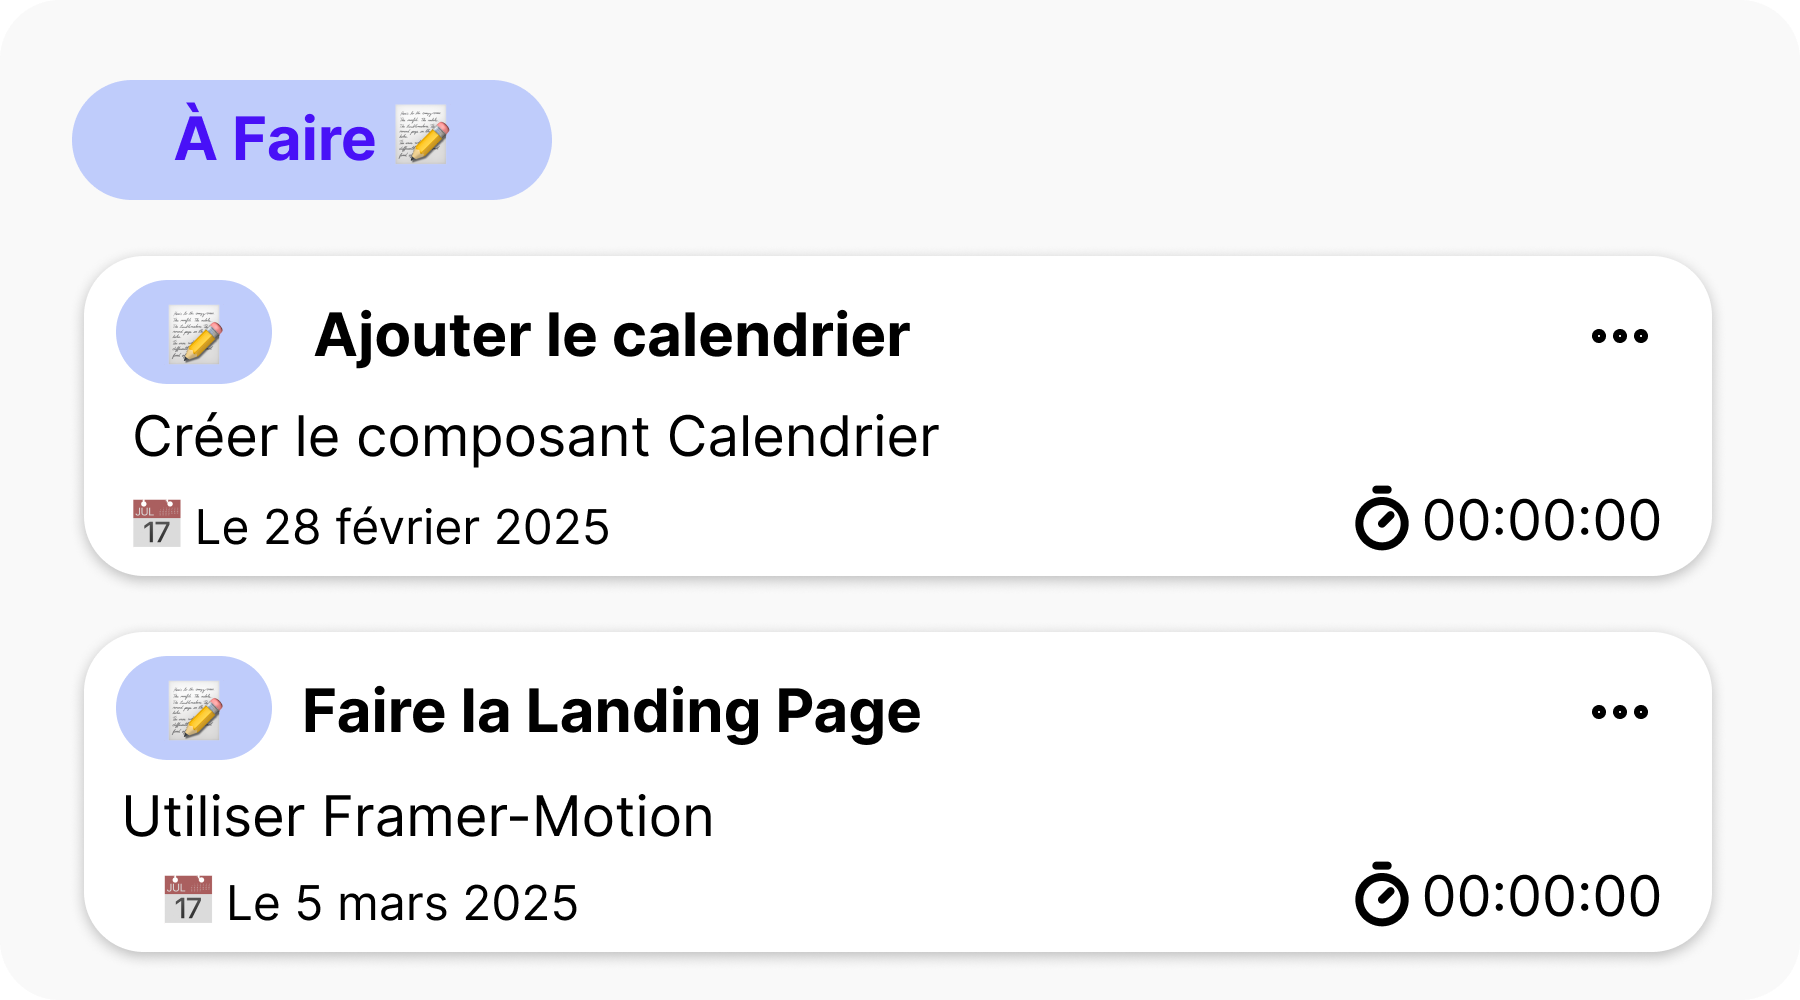 À Faire 📝
📝 Ajouter le calendrier
Créer le composant Calendrier
📅 Le 28 février 2025
00:00:00
📝 Faire la Landing Page
Utiliser Framer-Motion
📅 Le 5 mars 2025
00:00:00